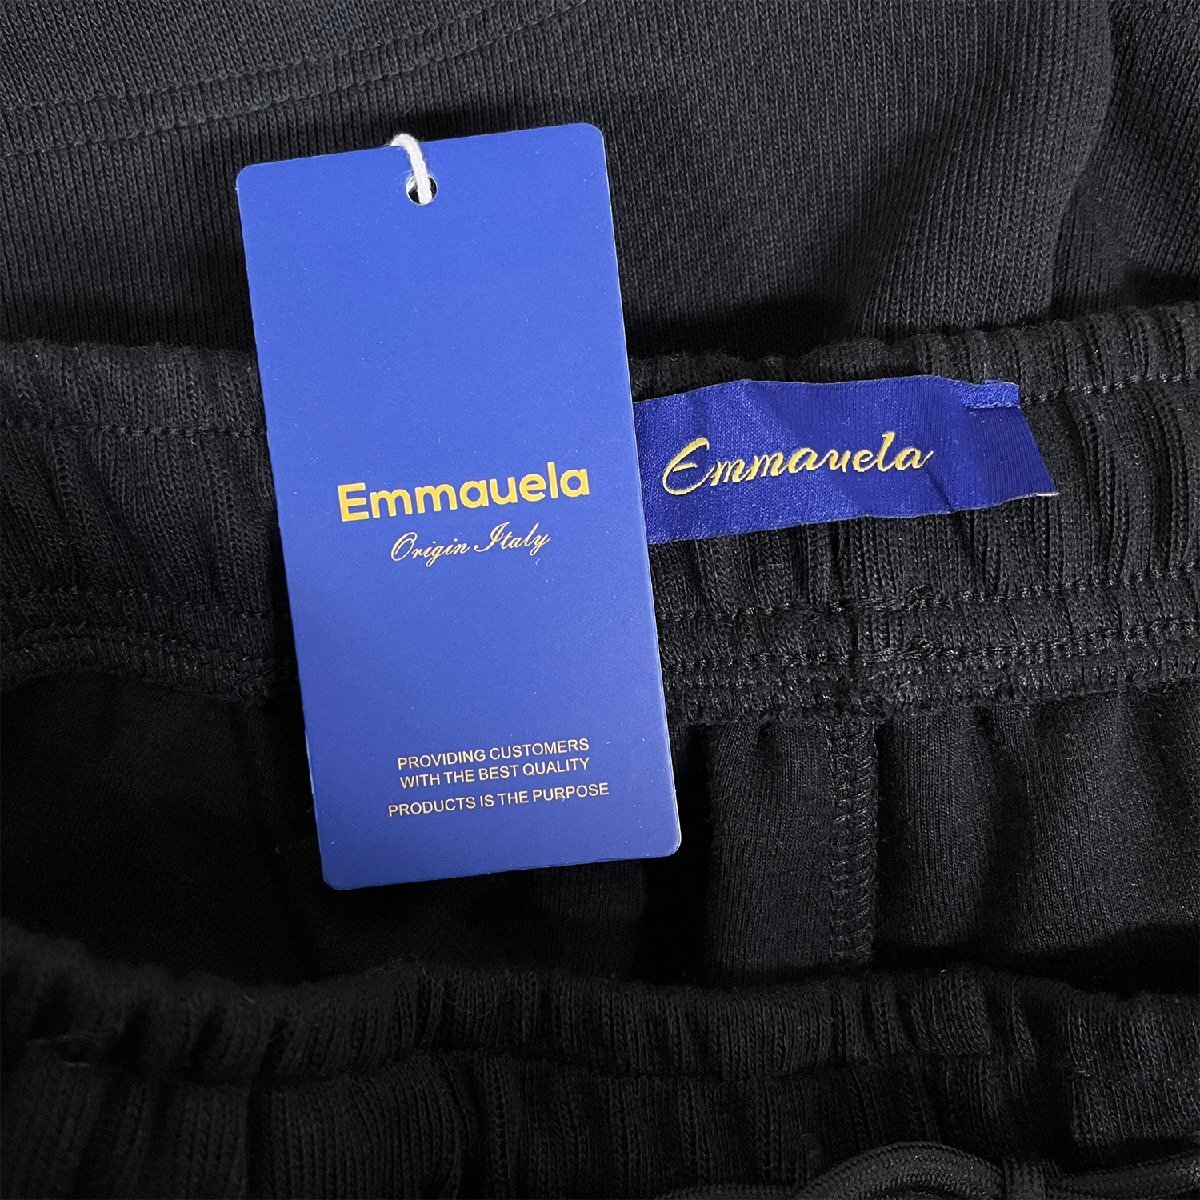 Emmauela
Origin Italy
PROVIDING CUSTOMERS
WITH THE BEST QUALITY
PRODUCTS IS THE PURPOSE
Emmauela